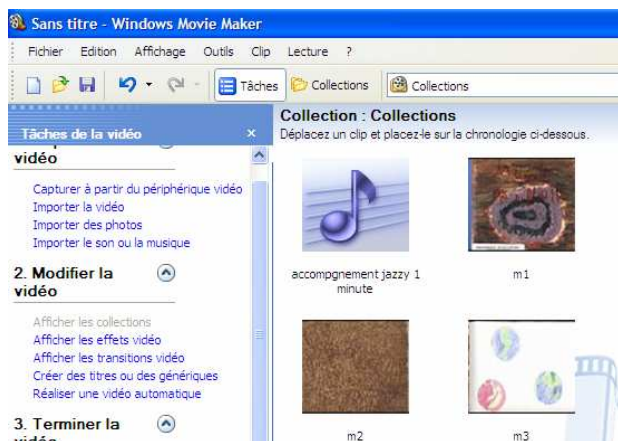 Sans titre - Windows Movie Maker
Fichier Edition Affichage Outils Clip Lecture ?
Tâches Collections Collections
Tâches de la vidéo
vidéo
Capturer à partir du périphérique vidéo
Importer la vidéo
Importer des photos
Importer le son ou la musique
2. Modifier la
vidéo
Afficher les collections
Afficher les effets vidéo
Afficher les transitions vidéo
Créer des titres ou des génériques
Réaliser une vidéo automatique
3. Terminer la
vidéo
Collection : Collections
Déplacez un clip et placez-le sur la chronologie ci-dessous.
accompgnement jazzy 1
minute
m1
m2
m3